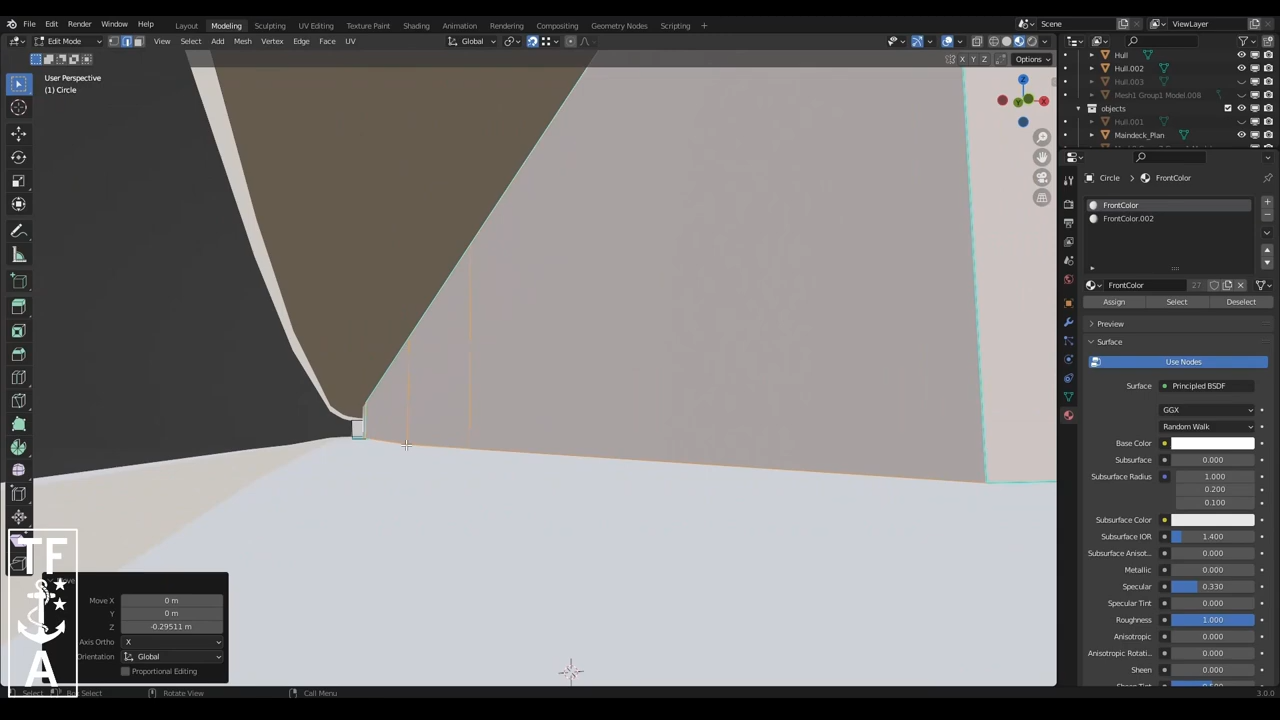 File Edit Render Window Help Layout Modeling Sculpting UV Editing Texture Paint Shading Animation Rendering Compositing Geometry Nodes Scripting + Scene ViewLayer
Edit Mode View Select Add Mesh Vertex Edge Face UV Global
X Y Z Options
User Perspective
(1) Circle
Z
X
Y
Hull
Hull.002
Hull.003
Mesh1 Group1 Model.008
objects
Hull.001
Maindeck_Plan
Circle > FrontColor
FrontColor
FrontColor.002
FrontColor 27
Assign Select Deselect
Preview
Surface
Use Nodes
Surface Principled BSDF
GGX
Random Walk
Base Color
Subsurface 0.000
Subsurface Radius 1.000
0.200
0.100
Subsurface Color
Subsurface IOR 1.400
Subsurface Anisot... 0.000
Metallic 0.000
Specular 0.330
Specular Tint 0.000
Roughness 1.000
Anisotropic 0.000
Anisotropic Rotati... 0.000
Sheen 0.000
TF
A
Move X 0 m
Y 0 m
Z -0.29511 m
Axis Ortho X
Orientation Global
Proportional Editing
Select Box Select Rotate View Call Menu 3.0.0